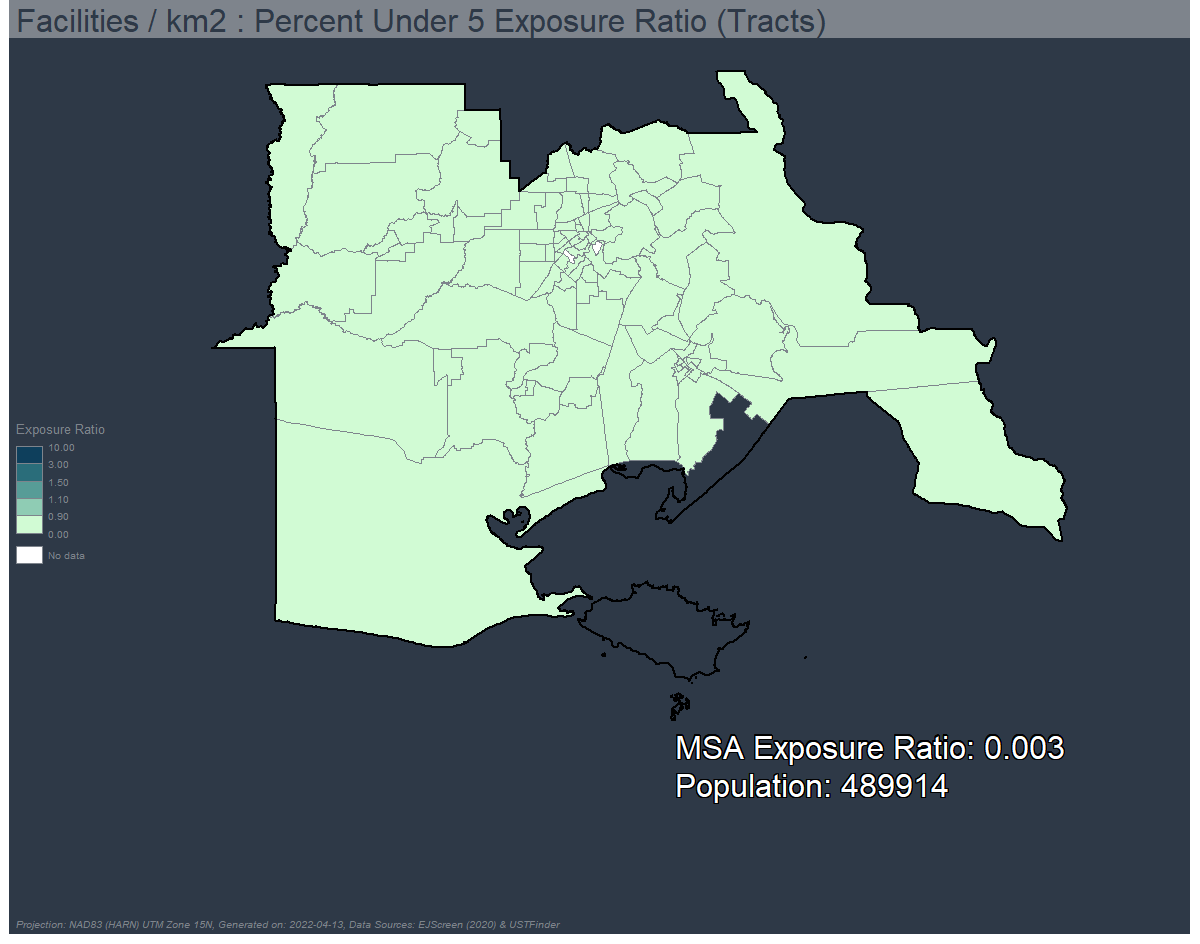 Facilities / km2 : Percent Under 5 Exposure Ratio (Tracts)
Exposure Ratio
10.00
3.00
1.50
1.10
0.90
0.00
No data
MSA Exposure Ratio: 0.003
Population: 489914
Projection: NAD83 (HARN) UTM Zone 15N, Generated on: 2022-04-13, Data Sources: EJScreen (2020) & USTFinder